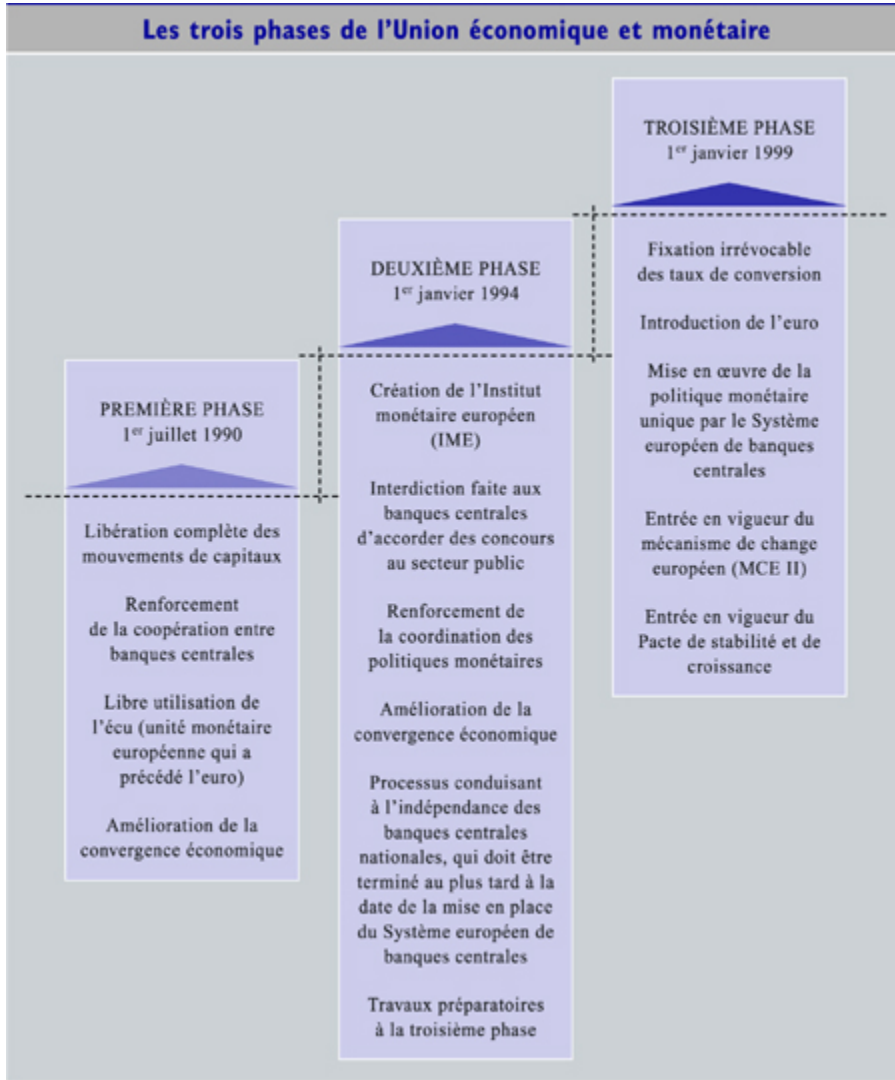 Les trois phases de l'Union économique et monétaire
PREMIÈRE PHASE
1er juillet 1990
Libération complète des
mouvements de capitaux
Renforcement
de la coopération entre
banques centrales
Libre utilisation de
l'écu (unité monétaire
européenne qui a
précédé l'euro)
Amélioration de la
convergence économique
DEUXIÈME PHASE
1er janvier 1994
Création de l'Institut
monétaire européen
(IME)
Interdiction faite aux
banques centrales
d'accorder des concours
au secteur public
Renforcement de
la coordination des
politiques monétaires
Amélioration de la
convergence économique
Processus conduisant
à l'indépendance des
banques centrales
nationales, qui doit être
terminé au plus tard à la
date de la mise en place
du Système européen de
banques centrales
Travaux préparatoires
à la troisième phase
TROISIÈME PHASE
1er janvier 1999
Fixation irrévocable
des taux de conversion
Introduction de l'euro
Mise en œuvre de la
politique monétaire
unique par le Système
européen de banques
centrales
Entrée en vigueur du
mécanisme de change
européen (MCE II)
Entrée en vigueur du
Pacte de stabilité et de
croissance